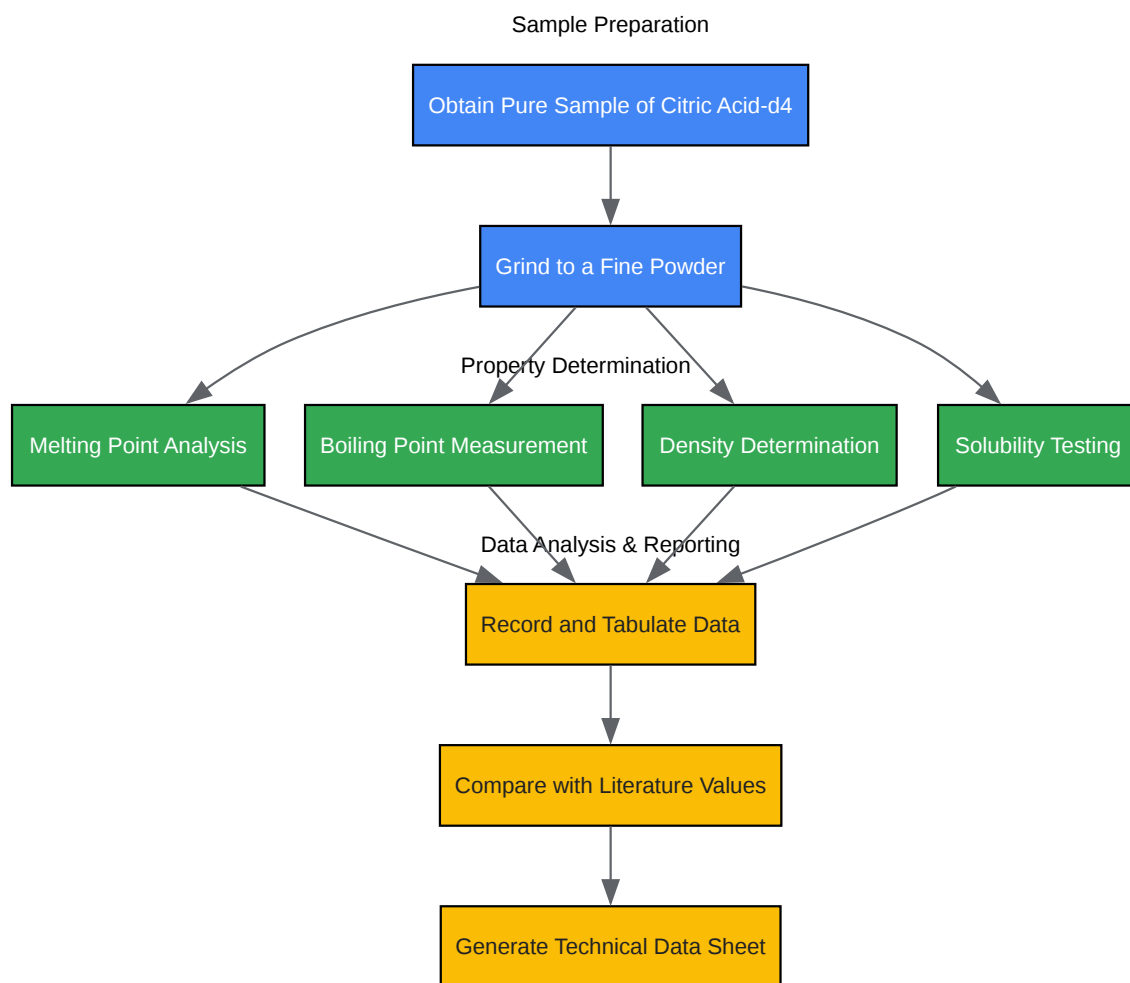 Sample Preparation
Obtain Pure Sample of Citric Acid-d4
Grind to a Fine Powder
Property Determination
Melting Point Analysis
Boiling Point Measurement
Density Determination
Solubility Testing
Data Analysis & Reporting
Record and Tabulate Data
Compare with Literature Values
Generate Technical Data Sheet